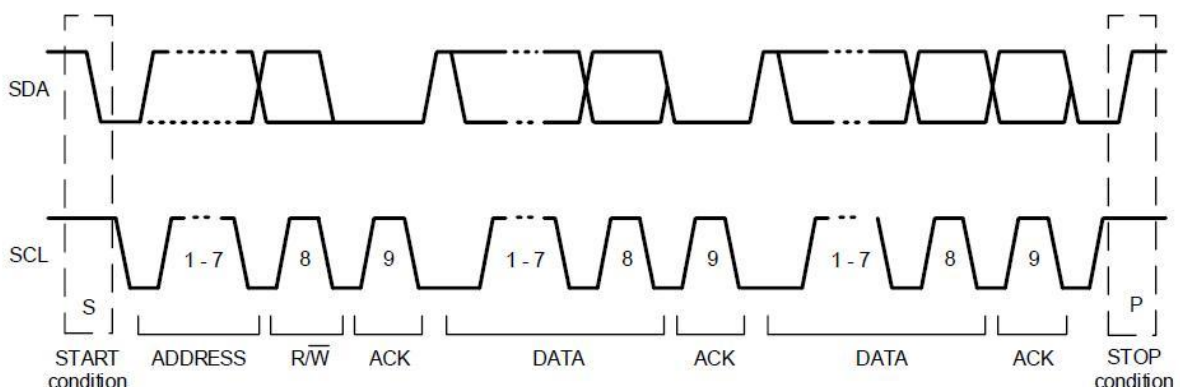 SDA
SCL
1 - 7
8
9
1 - 7
8
9
1 - 7
8
9
S
P
START
condition
ADDRESS
R/W̅
ACK
DATA
ACK
DATA
ACK
STOP
condition